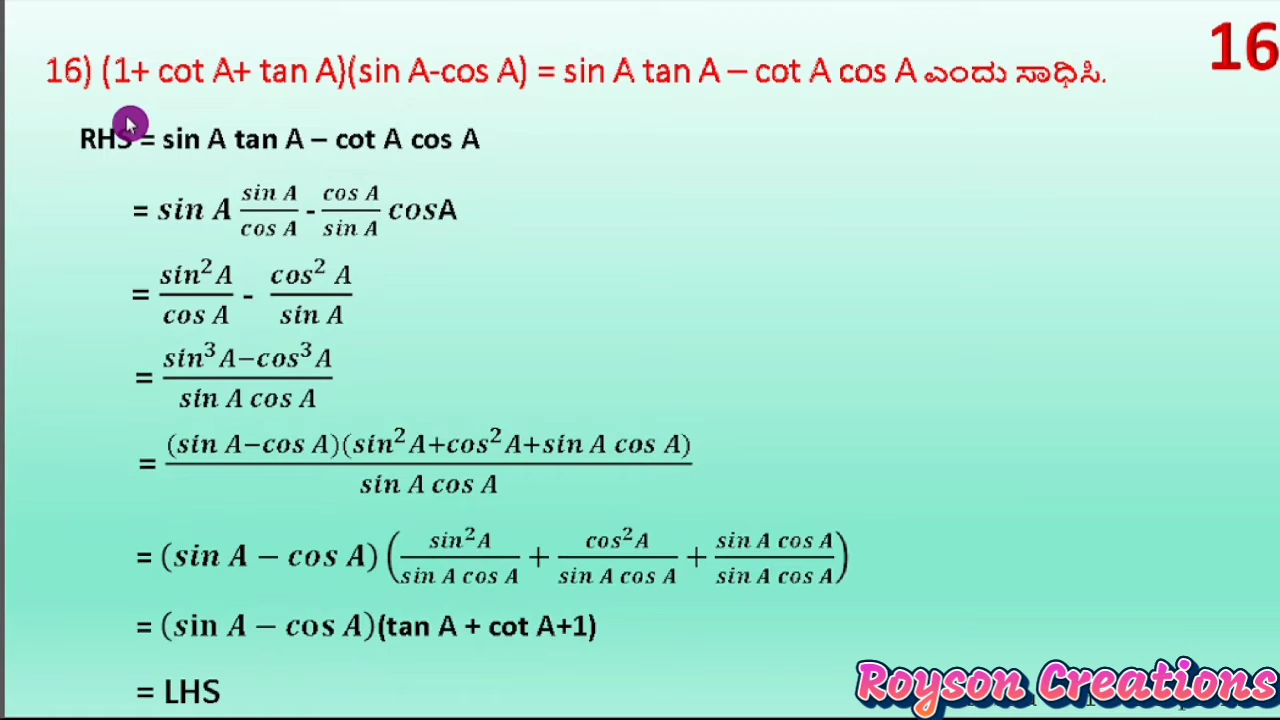 16
16) (1+ cot A+ tan A)(sin A-cos A) = sin A tan A – cot A cos A ಎಂದು ಸಾಧಿಸಿ.
RHS = sin A tan A – cot A cos A
= sin A sin A/cos A - cos A/sin A cosA
= sin²A/cos A - cos² A/sin A
= sin³A−cos³A/sin A cos A
= (sin A−cos A)(sin²A+cos²A+sin A cos A)/sin A cos A
= (sin A − cos A)(sin²A/sin A cos A + cos²A/sin A cos A + sin A cos A/sin A cos A)
= (sin A − cos A)(tan A + cot A+1)
= LHS
Royson Creations